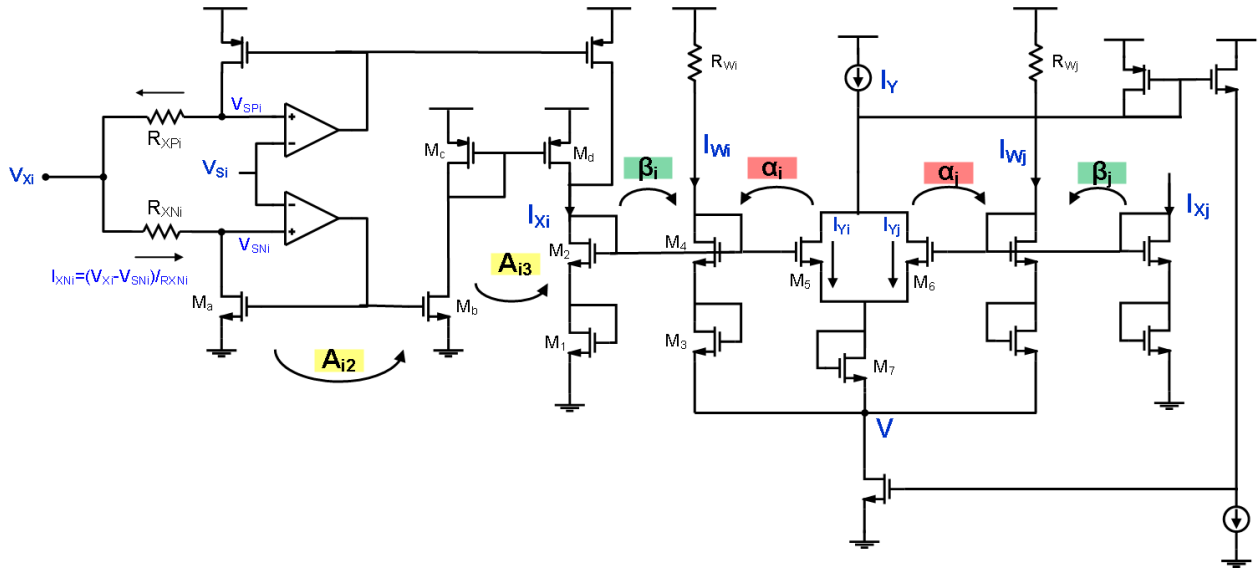 V_SPi
R_XPi
V_Xi
V_Si
R_XNi
V_SNi
I_XNi=(V_Xi-V_SNi)/R_XNi
M_a
M_b
A_i2
M_c
M_d
A_i3
I_Xi
M_2
M_1
β_i
R_Wi
I_Wi
M_4
M_3
α_i
I_Y
I_Yi
I_Yj
M_5
M_6
M_7
V
α_j
R_Wj
I_Wj
β_j
I_Xj
+
−
−
+